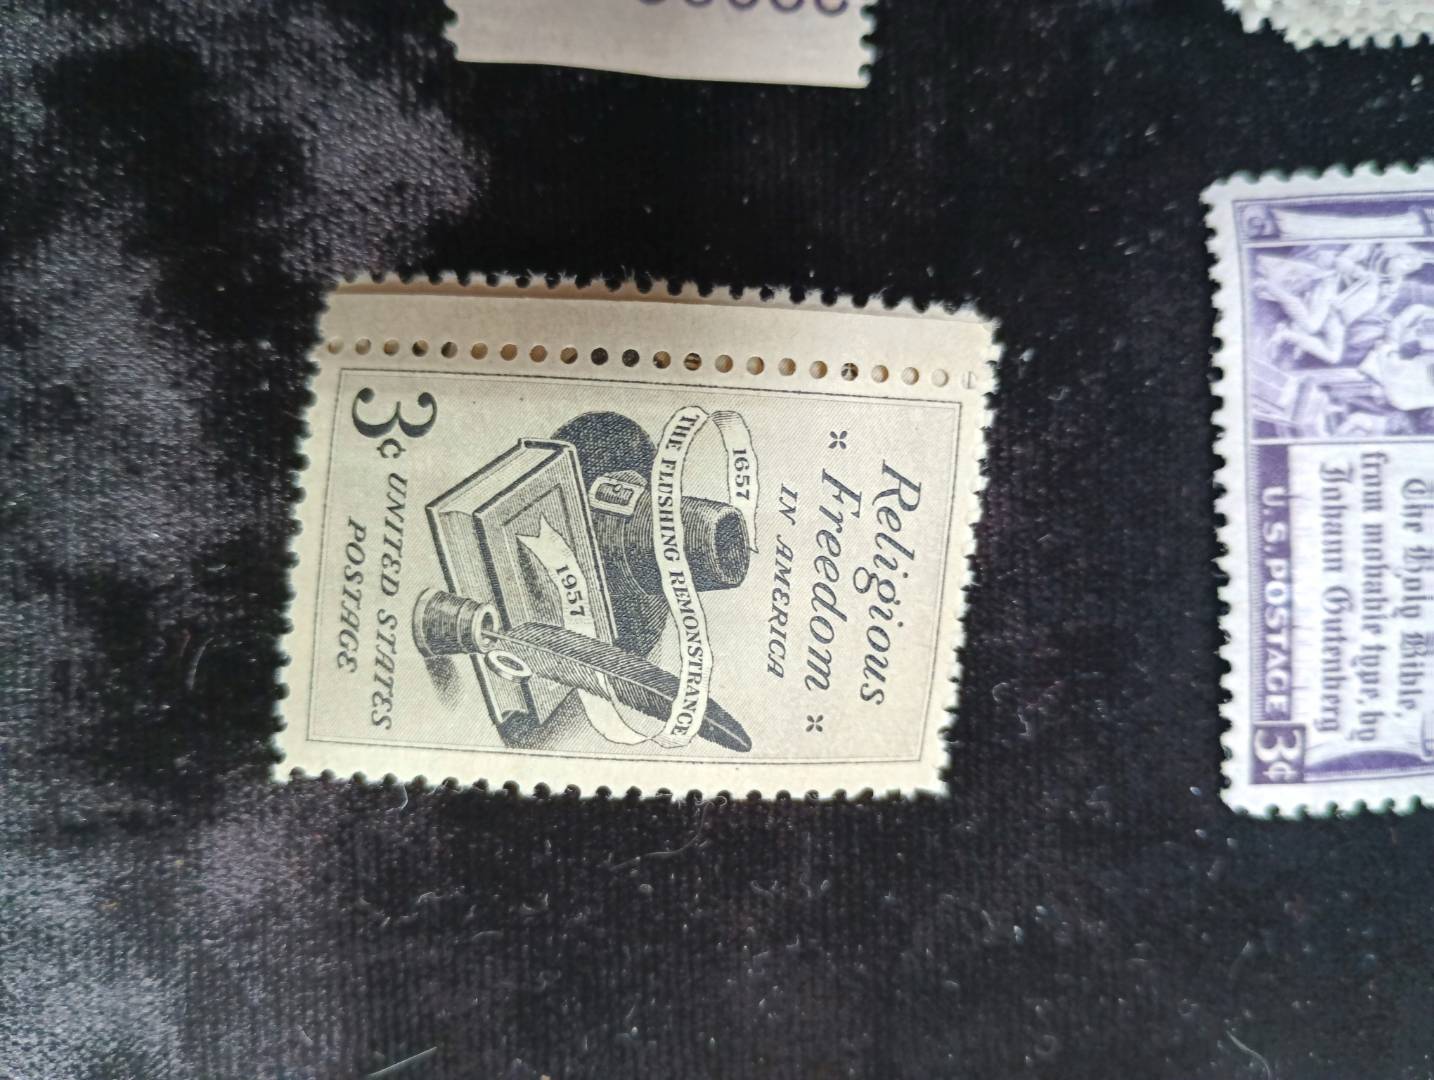 Religious
Freedom
IN AMERICA
1657
THE FLUSHING REMONSTRANCE
1957
3¢ UNITED STATES
POSTAGE
The Holy Bible,
from movable type, by
Johann Gutenberg
U.S. POSTAGE 3¢